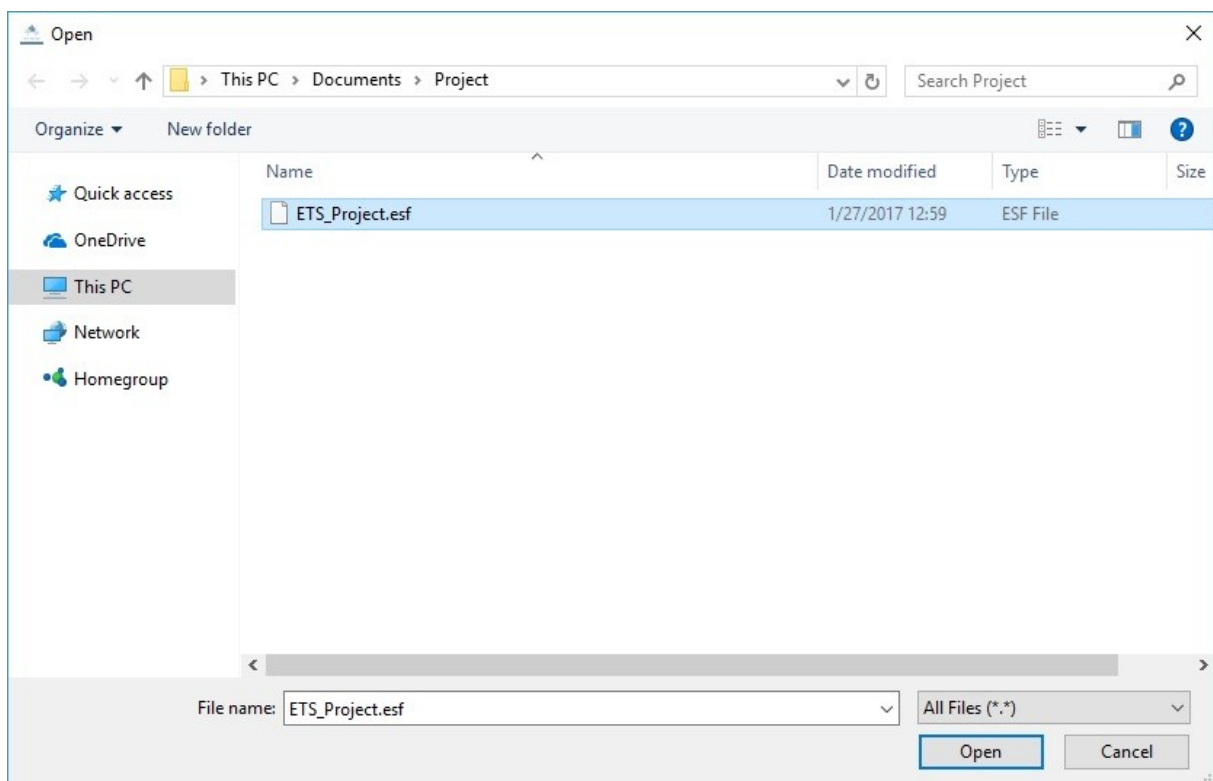 Open
This PC > Documents > Project
Search Project
Organize
New folder
Name
Date modified
Type
Size
Quick access
ETS_Project.esf
1/27/2017 12:59
ESF File
OneDrive
This PC
Network
Homegroup
File name:
ETS_Project.esf
All Files (*.*)
Open
Cancel